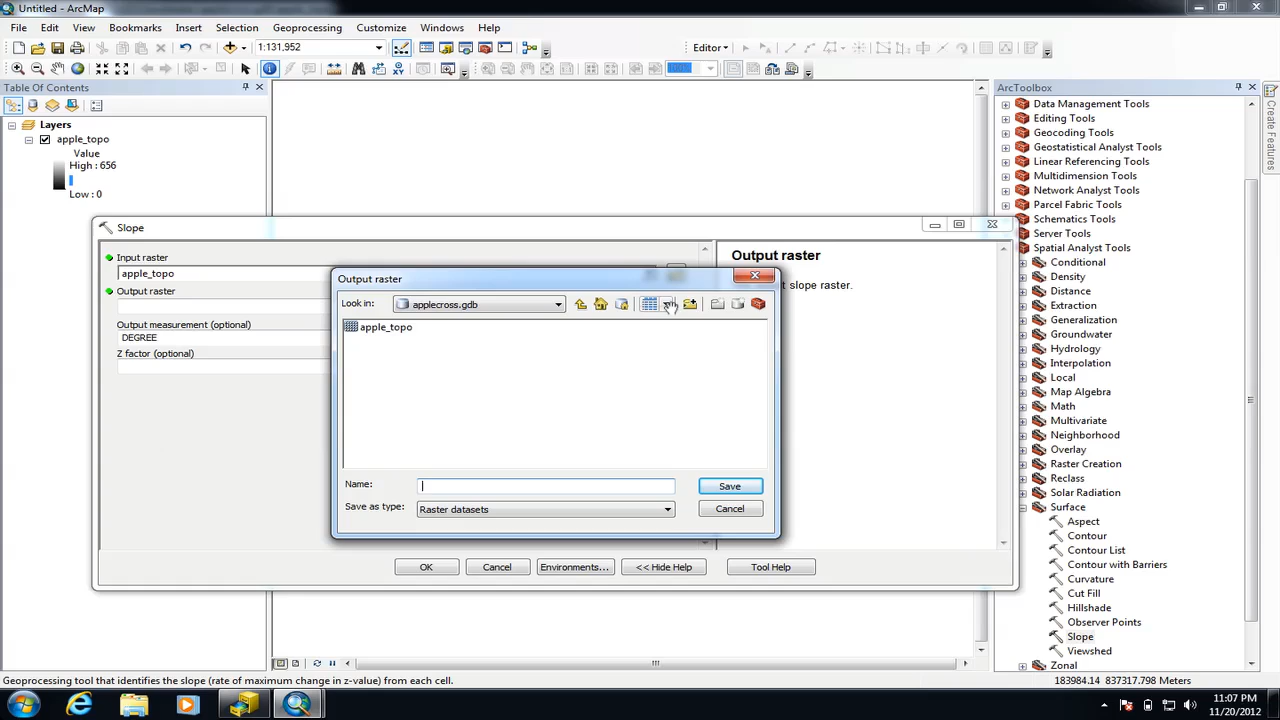 Untitled - ArcMap
File Edit View Bookmarks Insert Selection Geoprocessing Customize Windows Help
1:131,952
Editor
Table Of Contents
Layers
apple_topo
Value
High : 656
Low : 0
ArcToolbox
Data Management Tools
Editing Tools
Geocoding Tools
Geostatistical Analyst Tools
Linear Referencing Tools
Multidimension Tools
Network Analyst Tools
Parcel Fabric Tools
Schematics Tools
Server Tools
Spatial Analyst Tools
Conditional
Density
Distance
Extraction
Generalization
Groundwater
Hydrology
Interpolation
Local
Map Algebra
Math
Multivariate
Neighborhood
Overlay
Raster Creation
Reclass
Solar Radiation
Surface
Aspect
Contour
Contour List
Contour with Barriers
Curvature
Cut Fill
Hillshade
Observer Points
Slope
Viewshed
Zonal
Create Features
Slope
Input raster
apple_topo
Output raster
Output measurement (optional)
DEGREE
Z factor (optional)
Output raster
slope raster.
OK
Cancel
Environments...
<< Hide Help
Tool Help
Output raster
Look in:
applecross.gdb
apple_topo
Name:
Save
Save as type:
Raster datasets
Cancel
Geoprocessing tool that identifies the slope (rate of maximum change in z-value) from each cell.
183984.14 837317.798 Meters
11:07 PM
11/20/2012